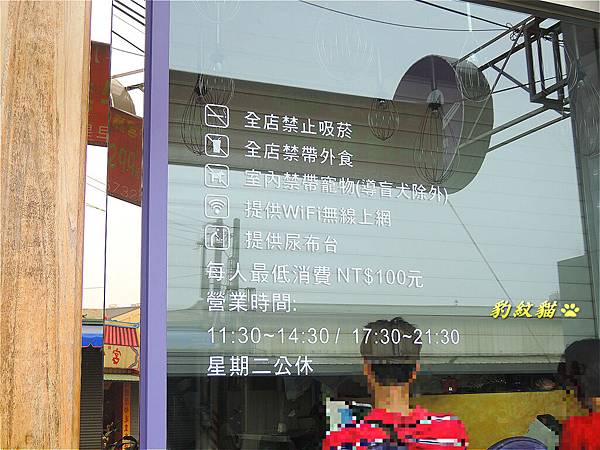 全店禁止吸菸
全店禁帶外食
室內禁帶寵物(導盲犬除外)
提供WiFi無線上網
提供尿布台
每人最低消費 NT$100元
營業時間:
11:30~14:30 / 17:30~21:30
星期二公休
豹紋貓